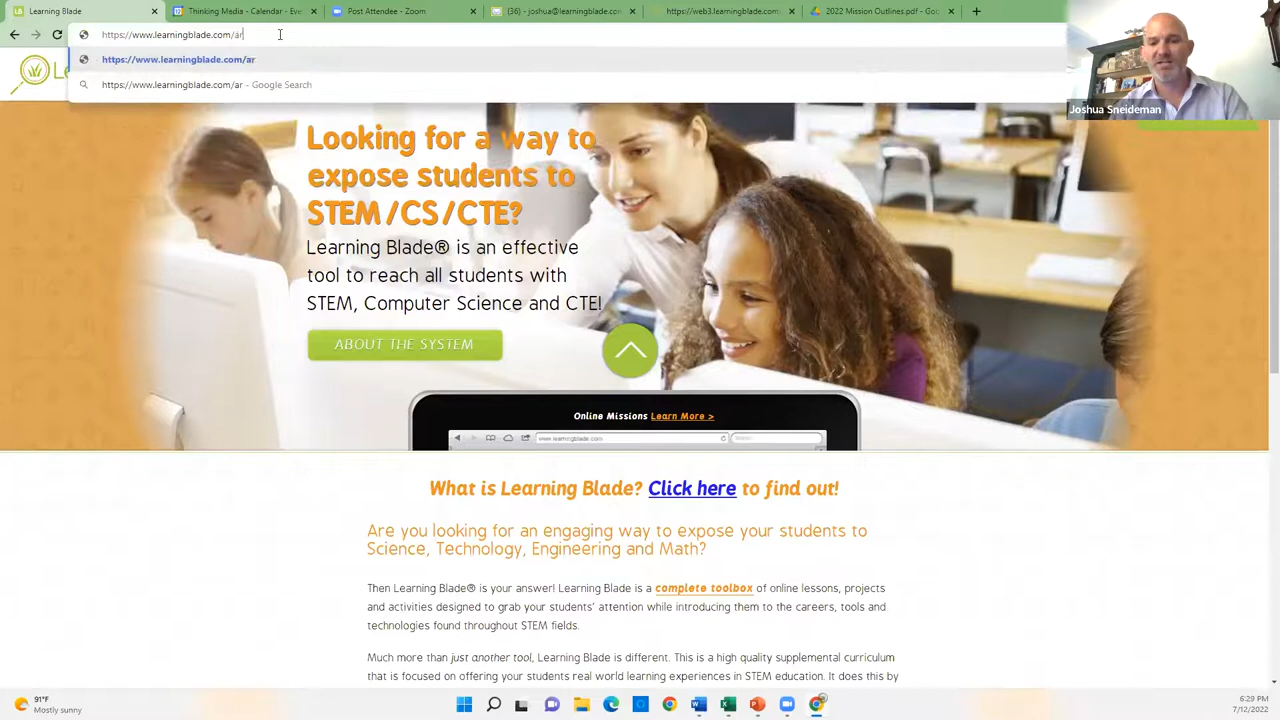 Learning Blade
Thinking Media - Calendar - Eve
Post Attendee - Zoom
(36) - joshua@learningblade.com
https://web3.learningblade.com
2022 Mission Outlines.pdf - Go
https://www.learningblade.com/ar
https://www.learningblade.com/ar
https://www.learningblade.com/ar - Google Search
Joshua Sneideman
Looking for a way to
expose students to
STEM/CS/CTE?
Learning Blade® is an effective
tool to reach all students with
STEM, Computer Science and CTE!
ABOUT THE SYSTEM
Online Missions Learn More >
www.learningblade.com
What is Learning Blade? Click here to find out!
Are you looking for an engaging way to expose your students to
Science, Technology, Engineering and Math?
Then Learning Blade® is your answer! Learning Blade is a complete toolbox of online lessons, projects
and activities designed to grab your students' attention while introducing them to the careers, tools and
technologies found throughout STEM fields.
Much more than just another tool, Learning Blade is different. This is a high quality supplemental curriculum
that is focused on offering your students real world learning experiences in STEM education. It does this by
91°F
Mostly sunny
6:29 PM
7/12/2022